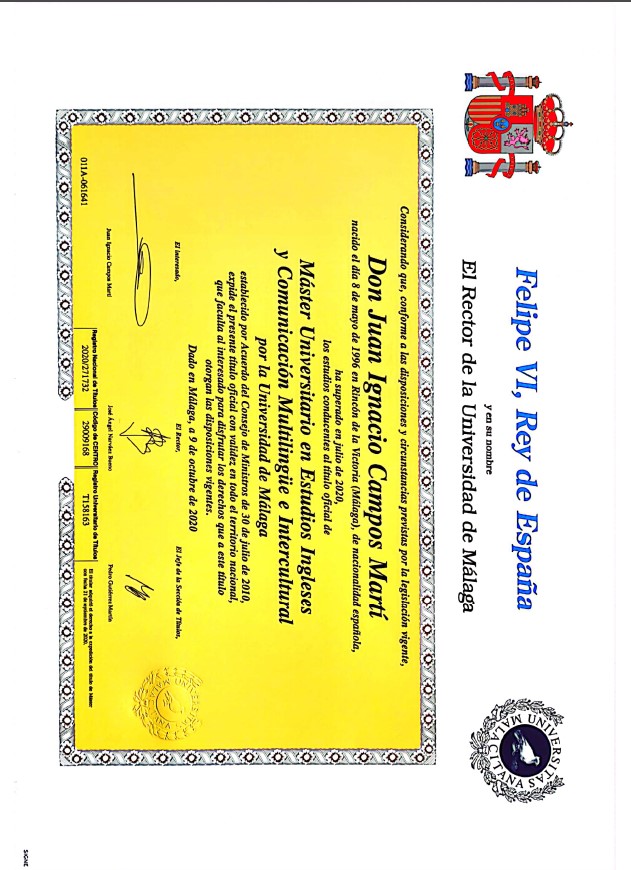 Felipe VI, Rey de España
y en su nombre
El Rector de la Universidad de Málaga
UNIVERSITAS MALACITANA
Considerando que, conforme a las disposiciones y circunstancias previstas por la legislación vigente,
Don Juan Ignacio Campos Martí
nacido el día 8 de mayo de 1996 en Rincón de la Victoria (Málaga), de nacionalidad española,
ha superado en julio de 2020,
los estudios conducentes al título oficial de
Máster Universitario en Estudios Ingleses
y Comunicación Multilingüe e Intercultural
por la Universidad de Málaga
establecido por Acuerdo del Consejo de Ministros de 30 de julio de 2010,
expide el presente título oficial con validez en todo el territorio nacional,
que faculta al interesado para disfrutar los derechos que a este título
otorgan las disposiciones vigentes.
Dado en Málaga, a 9 de octubre de 2020
El interesado,
El Rector,
El Jefe de la Sección de Títulos,
UNIVERSITAS MALACITANA
Juan Ignacio Campos Martí
José Ángel Narváez Bueno
Pedro Gutiérres Martín
011A-061641
Registro Nacional de Títulos
2020/271732
Código de CENTRO
29009168
Registro Universitario de Títulos
T158163
El titular adquirió el derecho a la expedición del título de Máster
con fecha 21 de septiembre de 2020.
SIGNE